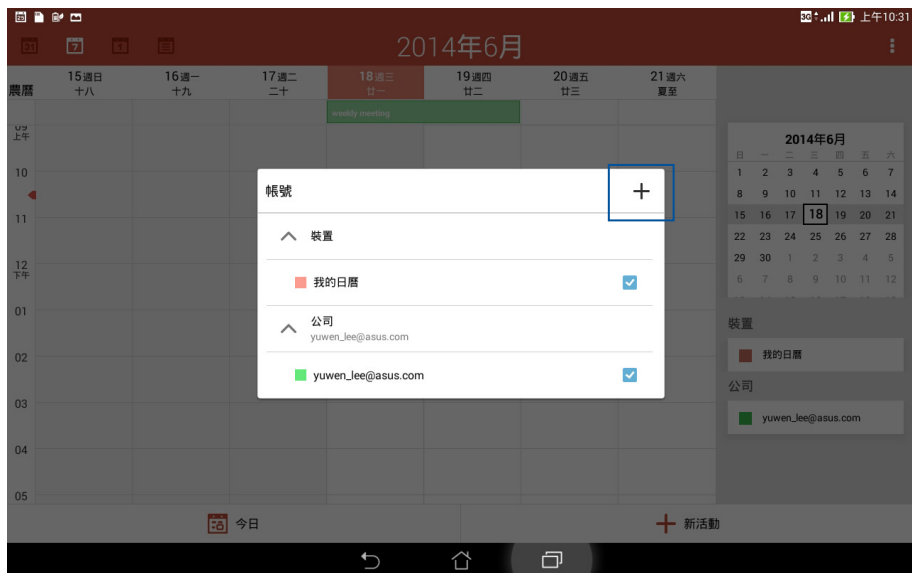 3G 上午10:31
2014年6月
農曆
15週日 16週一 17週二 18週三 19週四 20週五 21週六
十八 十九 二十 廿一 廿二 廿三 夏至
weekly meeting
09
上午
10
11
12
下午
01
02
03
04
05
帳號
裝置
我的日曆
公司
yuwen_lee@asus.com
yuwen_lee@asus.com
2014年6月
日 一 二 三 四 五 六
1 2 3 4 5 6 7
8 9 10 11 12 13 14
15 16 17 18 19 20 21
22 23 24 25 26 27 28
29 30 1 2 3 4 5
6 7 8 9 10 11 12
裝置
我的日曆
公司
yuwen_lee@asus.com
今日
新活動